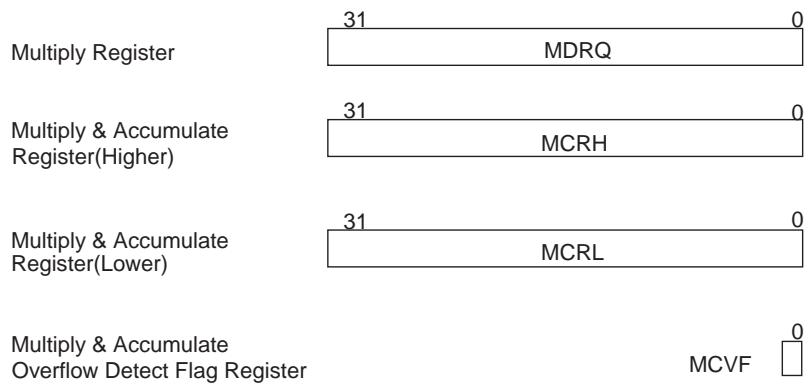 31 0
Multiply Register MDRQ
31 0
Multiply & Accumulate
Register(Higher) MCRH
31 0
Multiply & Accumulate
Register(Lower) MCRL
0
Multiply & Accumulate
Overflow Detect Flag Register MCVF